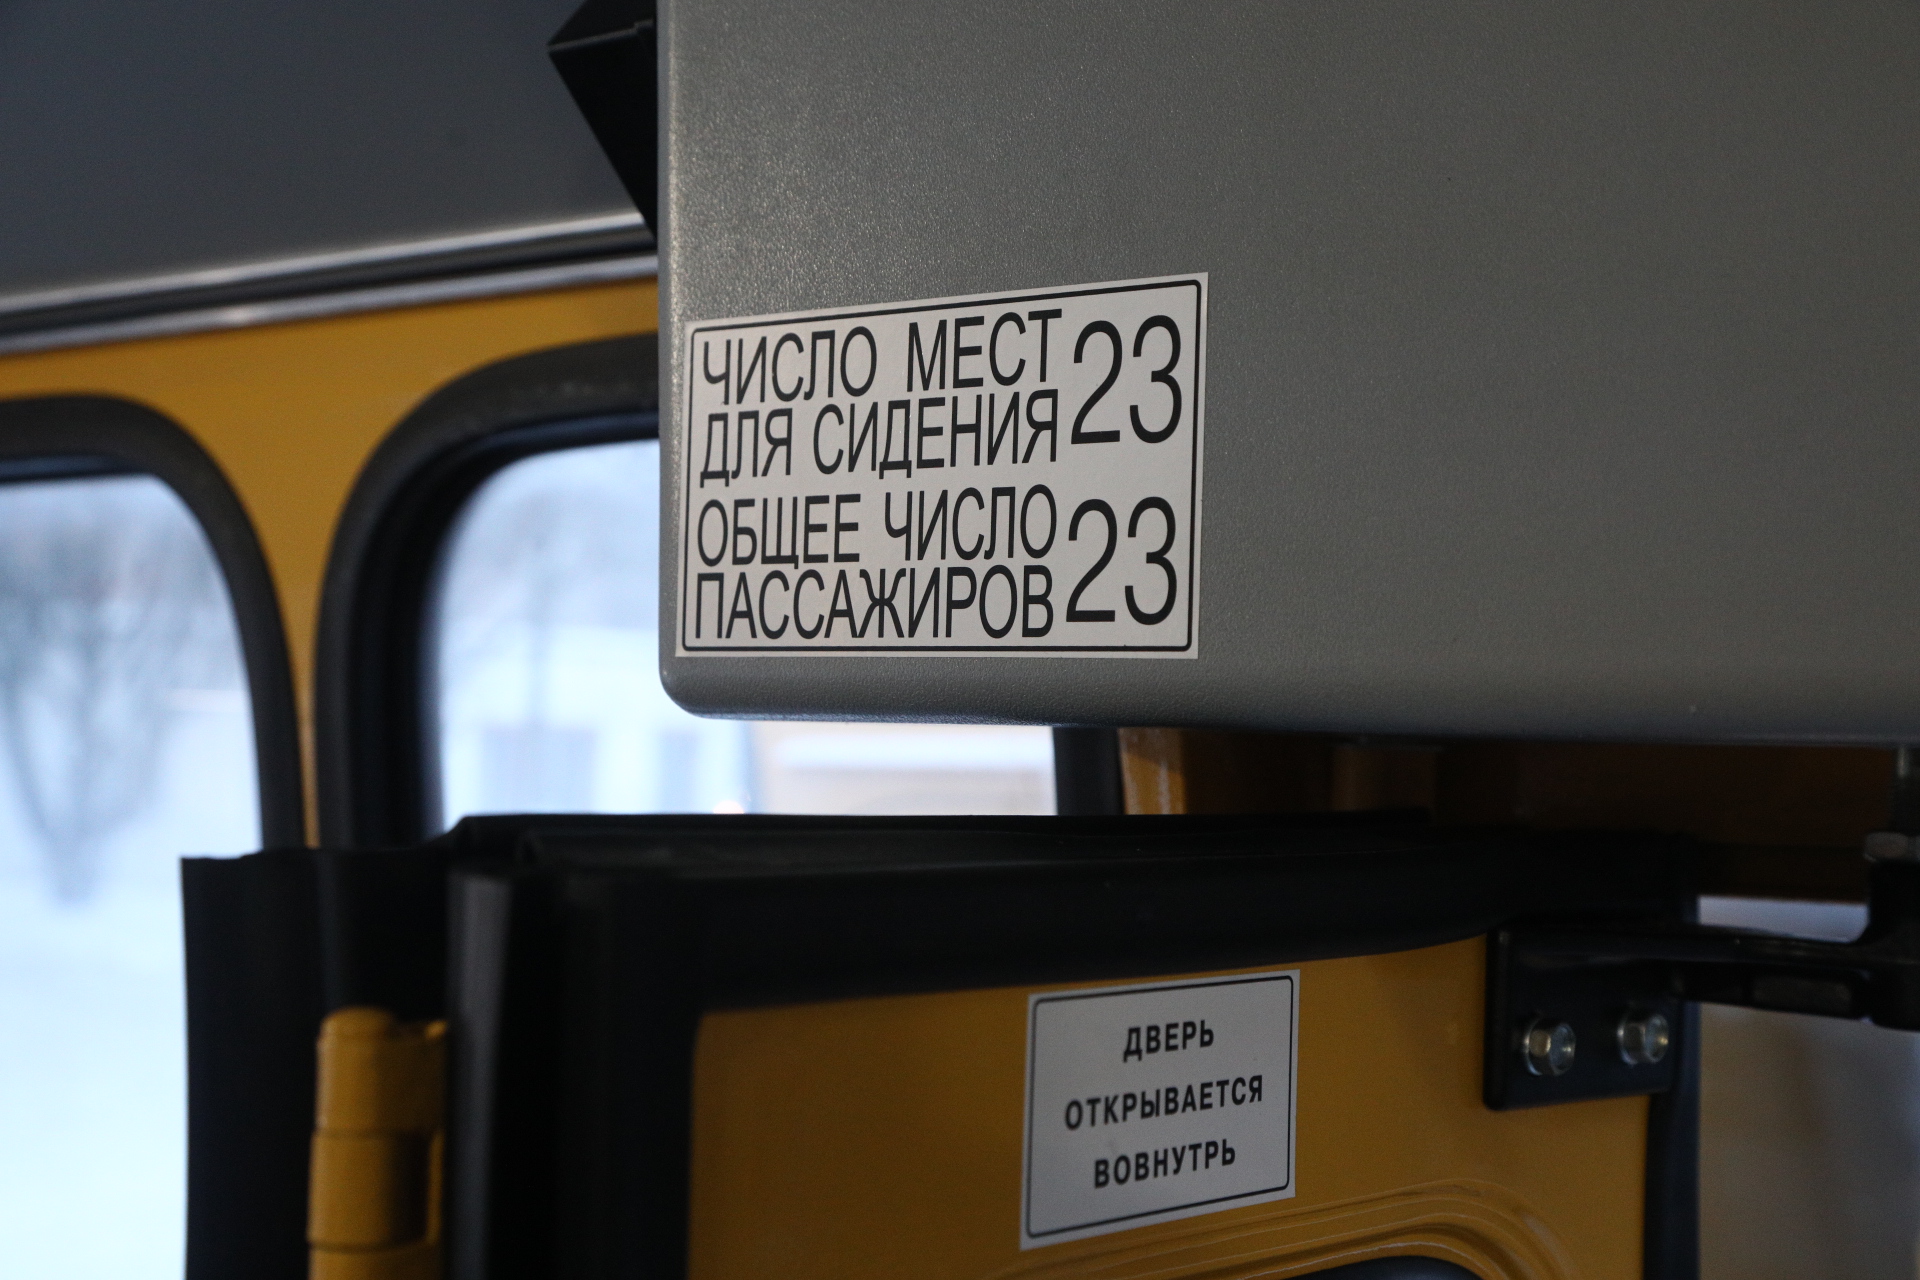 ЧИСЛО МЕСТ
ДЛЯ СИДЕНИЯ 23
ОБЩЕЕ ЧИСЛО
ПАССАЖИРОВ 23
ДВЕРЬ
ОТКРЫВАЕТСЯ
ВОВНУТРЬ